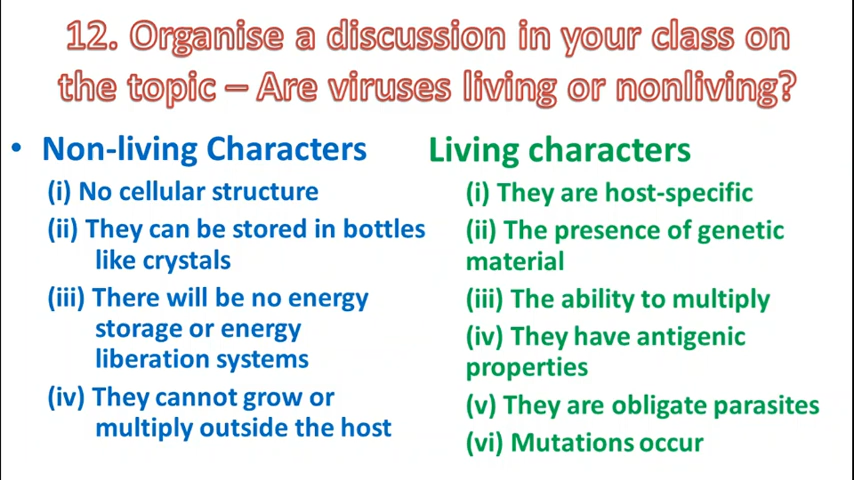 12. Organise a discussion in your class on
the topic – Are viruses living or nonliving?
• Non-living Characters
(i) No cellular structure
(ii) They can be stored in bottles
like crystals
(iii) There will be no energy
storage or energy
liberation systems
(iv) They cannot grow or
multiply outside the host
Living characters
(i) They are host-specific
(ii) The presence of genetic
material
(iii) The ability to multiply
(iv) They have antigenic
properties
(v) They are obligate parasites
(vi) Mutations occur